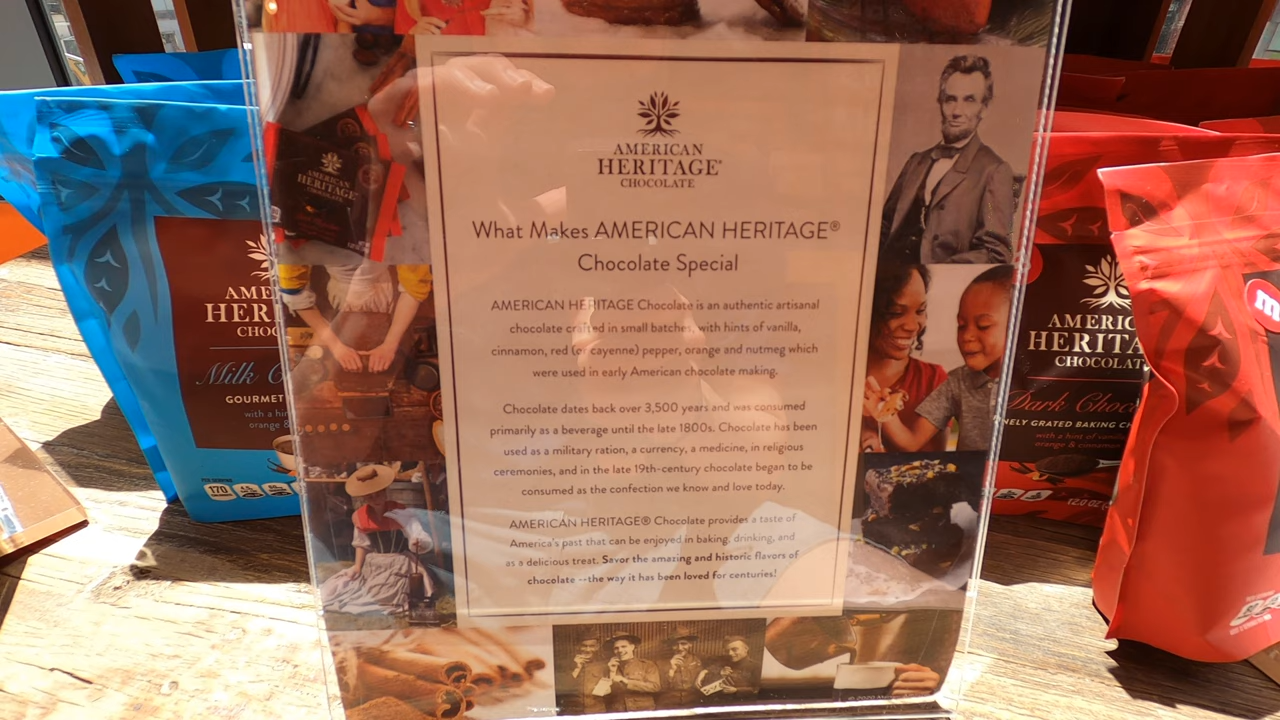 AMERICAN
HERITAGE®
CHOCOLATE
What Makes AMERICAN HERITAGE®
Chocolate Special
AMERICAN HERITAGE Chocolate is an authentic artisanal
chocolate crafted in small batches, with hints of vanilla,
cinnamon, red (or cayenne) pepper, orange and nutmeg which
were used in early American chocolate making.
Chocolate dates back over 3,500 years and was consumed
primarily as a beverage until the late 1800s. Chocolate has been
used as a military ration, a currency, a medicine, in religious
ceremonies, and in the late 19th-century chocolate began to be
consumed as the confection we know and love today.
AMERICAN HERITAGE® Chocolate provides a taste of
America's past that can be enjoyed in baking, drinking, and
as a delicious treat. Savor the amazing and historic flavors of
chocolate --the way it has been loved for centuries!
AMERICAN
HERITAGE
CHOCOLATE
AME
HER
CHOC
Milk
GOURMET
with a hin
orange &
170
AMERIC
HERITA
CHOCOLAT
Dark Choc
NELY GRATED BAKING CH
with a hint of vanilla
orange & cinnamon
12.0 OZ
m
© 2020